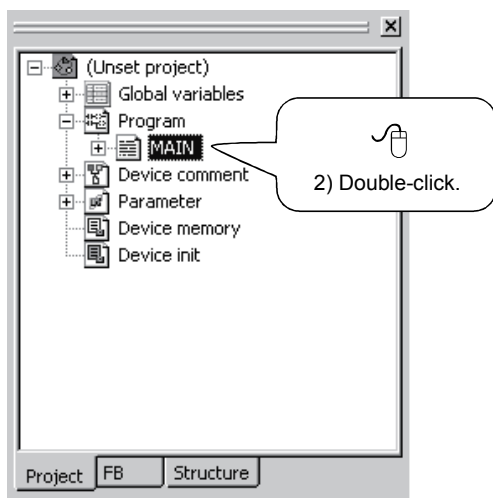 (Unset project)
Global variables
Program
MAIN
2) Double-click.
Device comment
Parameter
Device memory
Device init
Project FB Structure